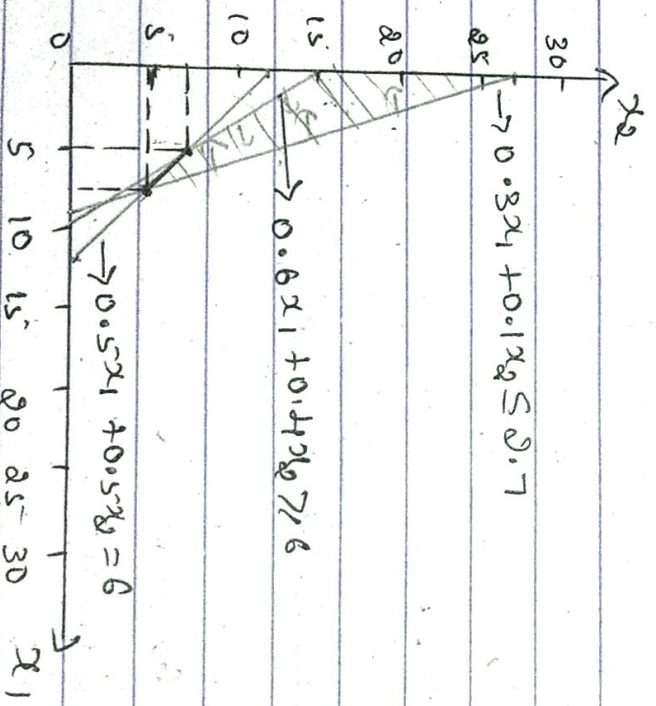 x₂
30
→0.3x₁ + 0.1x₂ ≤ 2.7
25
20
15
→0.6x₁ + 0.4x₂ ≥ 6
10
5
→0.5x₁ + 0.5x₂ = 6
0 5 10 15 20 25 30 x₁